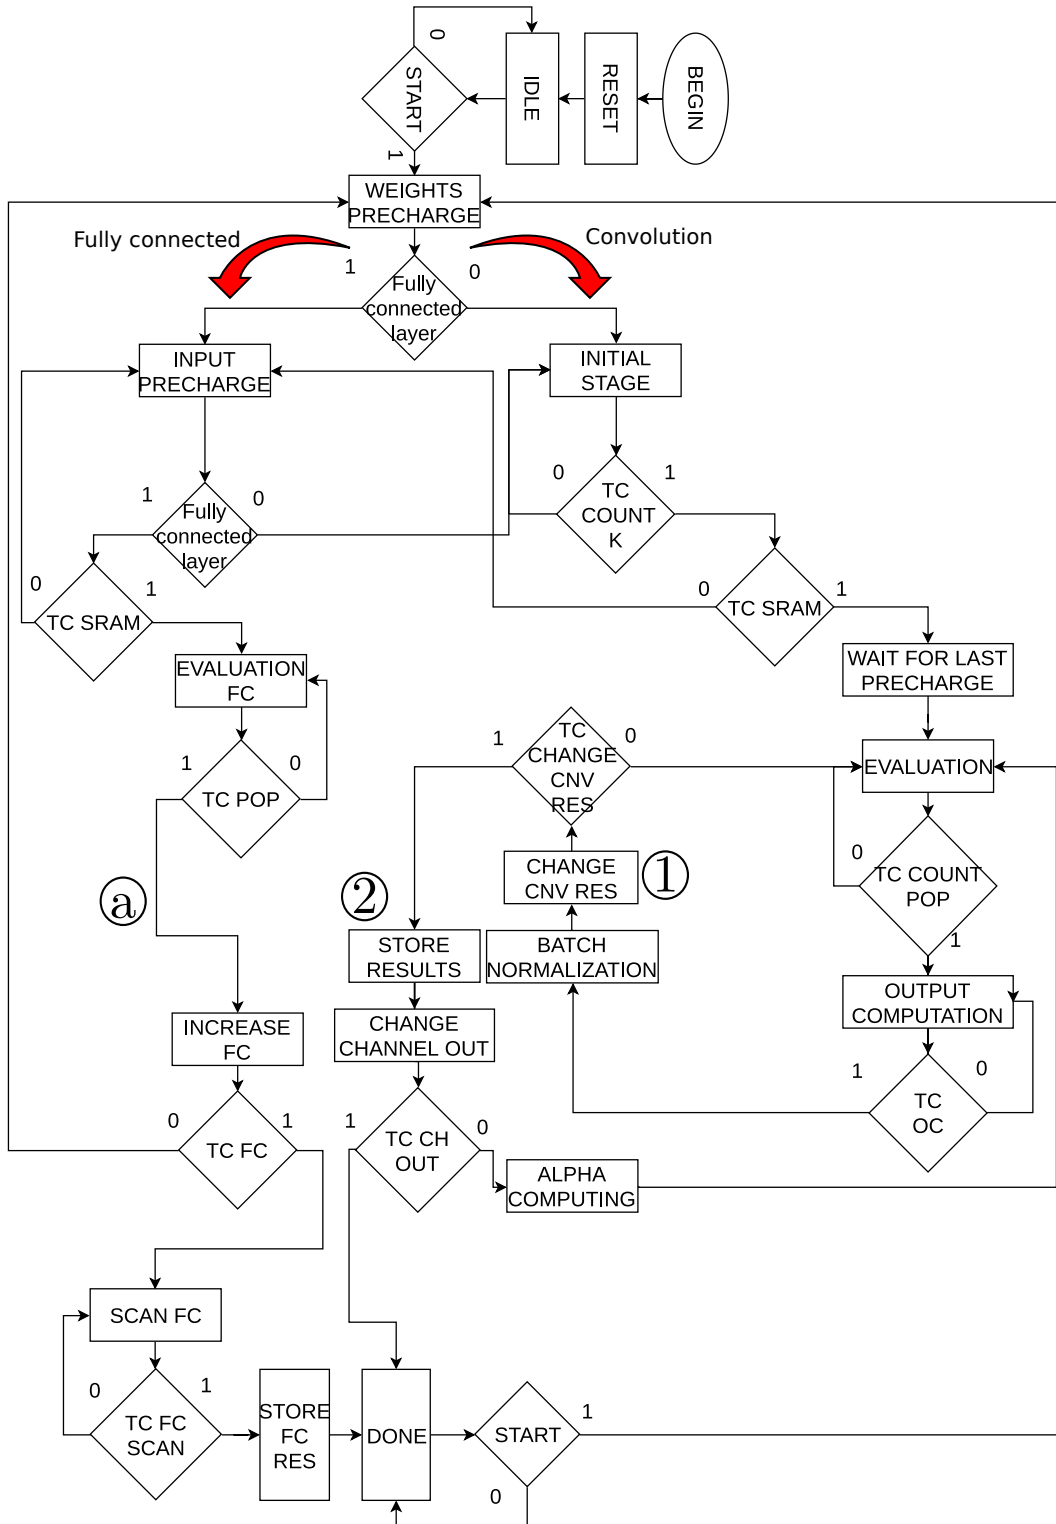 BEGIN
RESET
IDLE
START
0
1
WEIGHTS
PRECHARGE
Fully connected
Convolution
1
0
Fully
connected
layer
INPUT
PRECHARGE
INITIAL
STAGE
0
1
TC
COUNT
K
1
0
Fully
connected
layer
0
1
TC SRAM
0
1
TC SRAM
EVALUATION
FC
WAIT FOR LAST
PRECHARGE
1
0
TC POP
1
0
TC
CHANGE
CNV
RES
EVALUATION
0
TC COUNT
POP
1
CHANGE
CNV RES
1
a
2
STORE
RESULTS
BATCH
NORMALIZATION
OUTPUT
COMPUTATION
INCREASE
FC
CHANGE
CHANNEL OUT
1
0
TC
OC
0
1
TC FC
1
0
TC CH
OUT
ALPHA
COMPUTING
SCAN FC
0
1
TC FC
SCAN
STORE
FC
RES
DONE
START
1
0